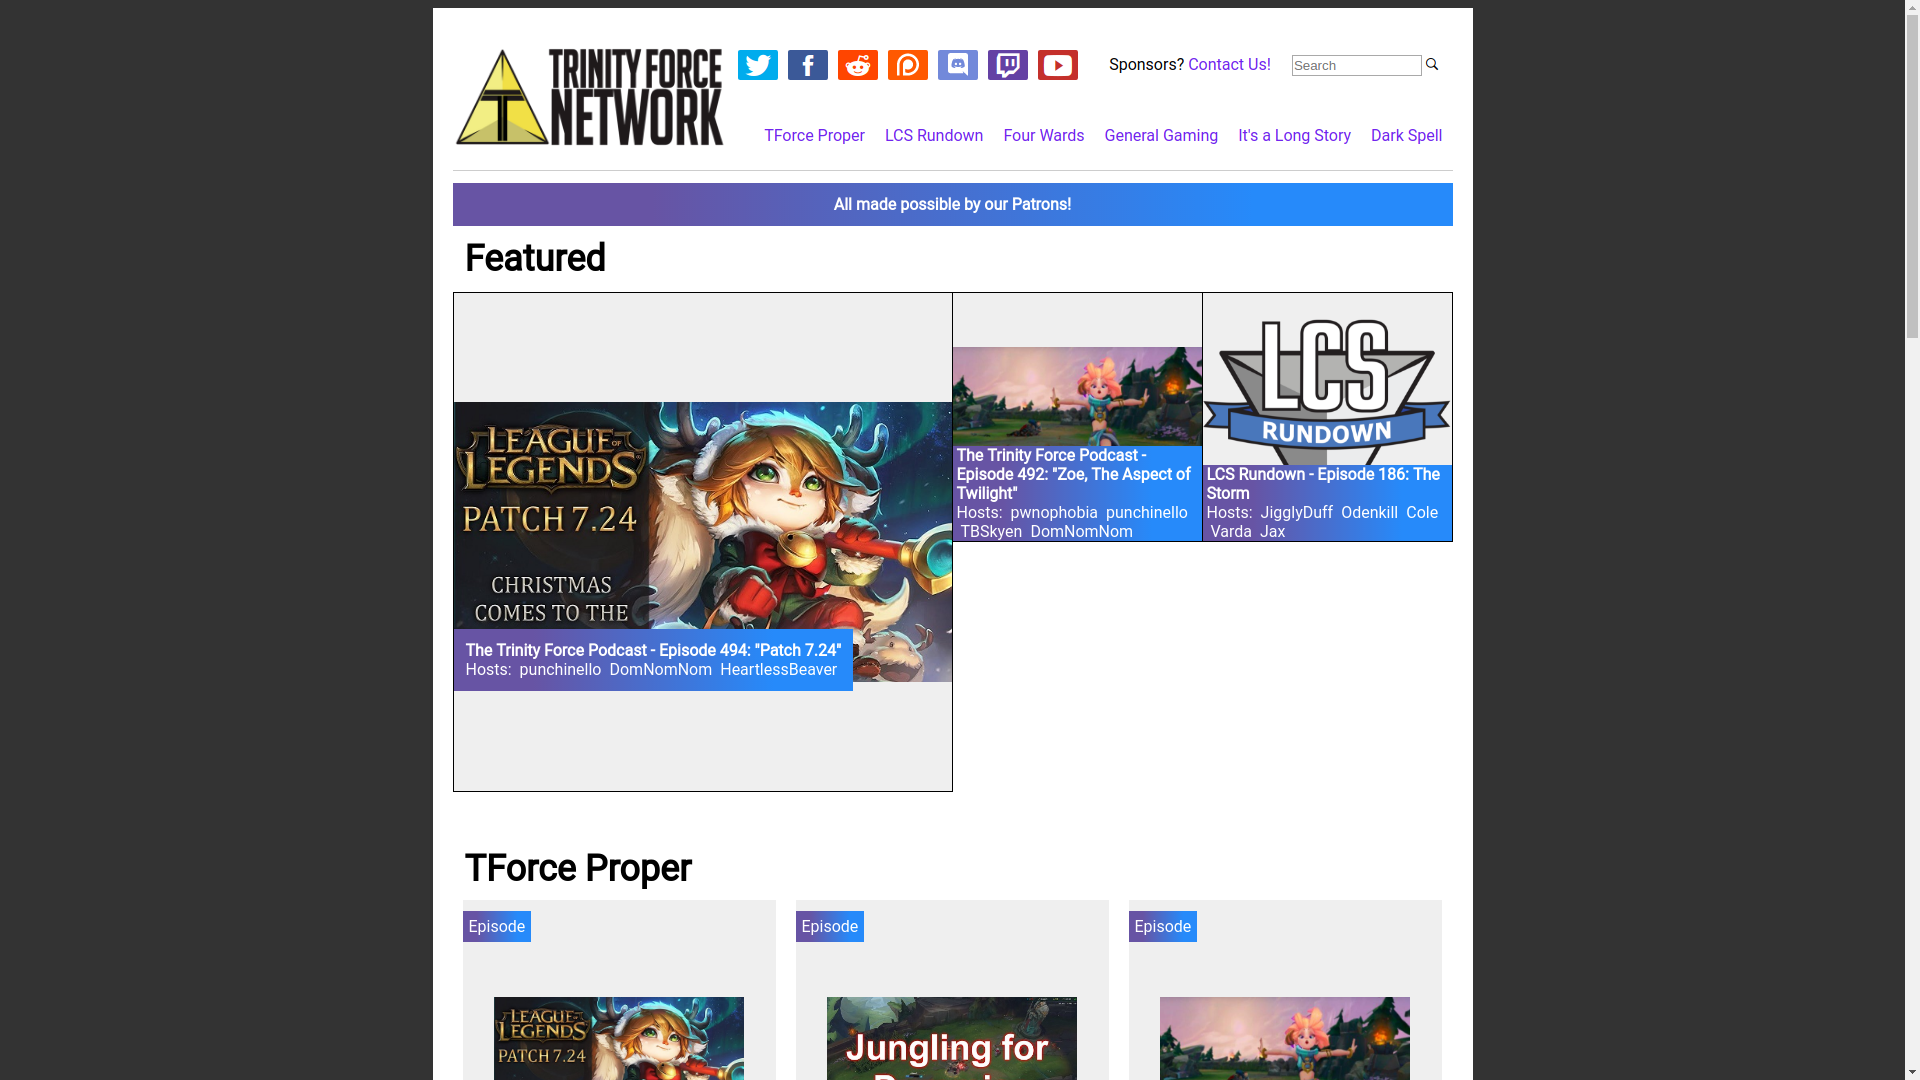 TRINITY FORCE
NETWORK
Sponsors? Contact Us!
Search
TForce Proper
LCS Rundown
Four Wards
General Gaming
It's a Long Story
Dark Spell
All made possible by our Patrons!
Featured
LEAGUE OF
LEGENDS
PATCH 7.24
CHRISTMAS
COMES TO THE
The Trinity Force Podcast - Episode 494: "Patch 7.24"
Hosts: punchinello DomNomNom HeartlessBeaver
The Trinity Force Podcast -
Episode 492: "Zoe, The Aspect of
Twilight"
Hosts: pwnophobia punchinello
TBSkyen DomNomNom
LCS
RUNDOWN
LCS Rundown - Episode 186: The
Storm
Hosts: JigglyDuff Odenkill Cole
Varda Jax
TForce Proper
Episode
Episode
Episode
LEAGUE OF
LEGENDS
PATCH 7.24
Jungling for